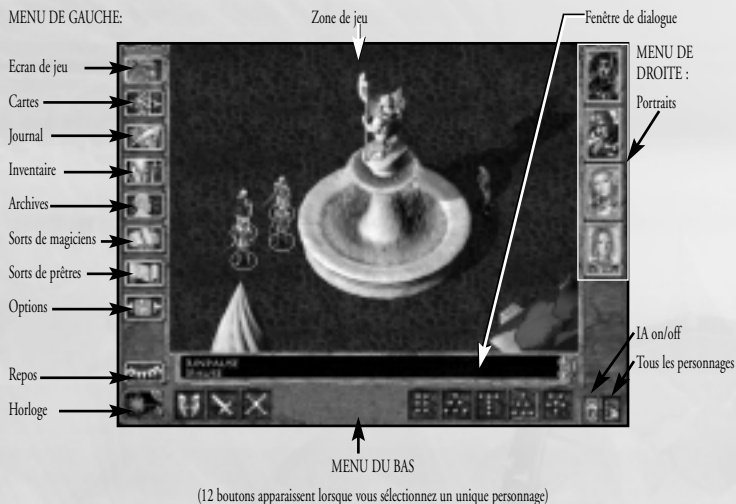 MENU DE GAUCHE:
Zone de jeu
Fenêtre de dialogue
MENU DE
DROITE :
Portraits
Ecran de jeu
Cartes
Journal
Inventaire
Archives
Sorts de magiciens
Sorts de prêtres
Options
Repos
Horloge
IA on/off
Tous les personnages
MENU DU BAS
(12 boutons apparaissent lorsque vous sélectionnez un unique personnage)